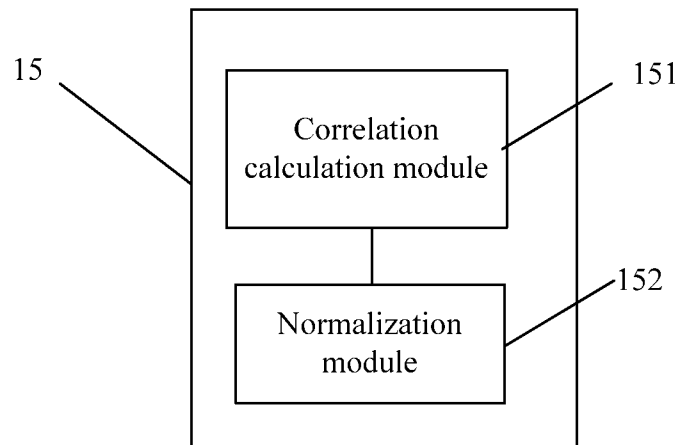 15
151
Correlation
calculation module
152
Normalization
module